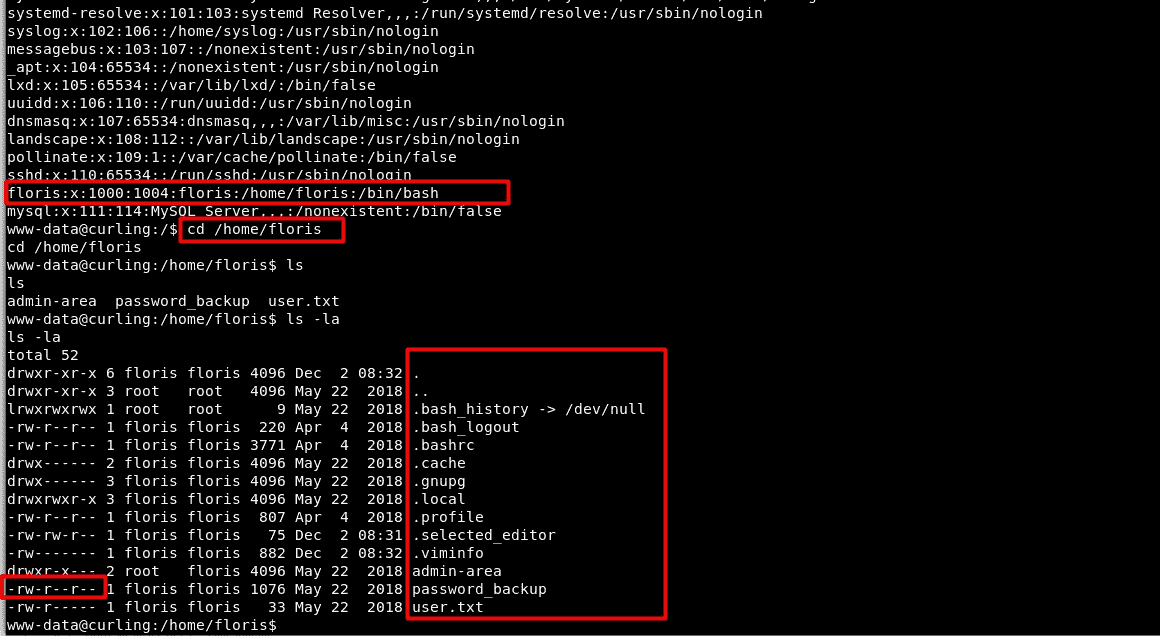 systemd-resolve:x:101:103:systemd Resolver,,,:/run/systemd/resolve:/usr/sbin/nologin
syslog:x:102:106::/home/syslog:/usr/sbin/nologin
messagebus:x:103:107::/nonexistent:/usr/sbin/nologin
_apt:x:104:65534::/nonexistent:/usr/sbin/nologin
lxd:x:105:65534::/var/lib/lxd/:/bin/false
uuidd:x:106:110::/run/uuidd:/usr/sbin/nologin
dnsmasq:x:107:65534:dnsmasq,,,:/var/lib/misc:/usr/sbin/nologin
landscape:x:108:112::/var/lib/landscape:/usr/sbin/nologin
pollinate:x:109:1::/var/cache/pollinate:/bin/false
sshd:x:110:65534::/run/sshd:/usr/sbin/nologin
floris:x:1000:1004:floris:/home/floris:/bin/bash
mysql:x:111:114:MySQL Server,,,:/nonexistent:/bin/false
www-data@curling:/$ cd /home/floris
cd /home/floris
www-data@curling:/home/floris$ ls
ls
admin-area  password_backup  user.txt
www-data@curling:/home/floris$ ls -la
ls -la
total 52
drwxr-xr-x 6 floris floris 4096 Dec  2 08:32 .
drwxr-xr-x 3 root   root   4096 May 22  2018 ..
lrwxrwxrwx 1 root   root      9 May 22  2018 .bash_history -> /dev/null
-rw-r--r-- 1 floris floris  220 Apr  4  2018 .bash_logout
-rw-r--r-- 1 floris floris 3771 Apr  4  2018 .bashrc
drwx------ 2 floris floris 4096 May 22  2018 .cache
drwx------ 3 floris floris 4096 May 22  2018 .gnupg
drwxrwxr-x 3 floris floris 4096 May 22  2018 .local
-rw-r--r-- 1 floris floris  807 Apr  4  2018 .profile
-rw-rw-r-- 1 floris floris   75 Dec  2 08:31 .selected_editor
-rw------- 1 floris floris  882 Dec  2 08:32 .viminfo
drwxr-x--- 2 root   floris 4096 May 22  2018 admin-area
-rw-r--r-- 1 floris floris 1076 May 22  2018 password_backup
-rw-r----- 1 floris floris   33 May 22  2018 user.txt
www-data@curling:/home/floris$